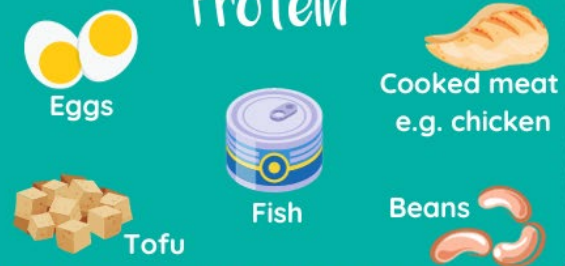 Protein
Eggs
Cooked meat
e.g. chicken
Fish
Beans
Tofu